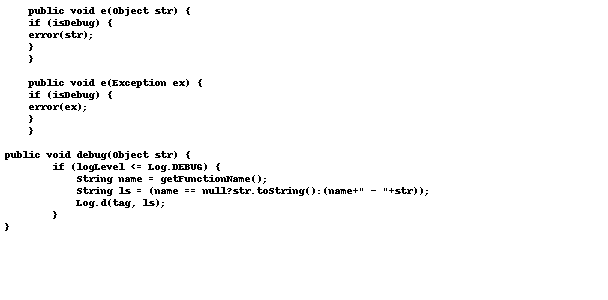 public void e(Object str) {
if (isDebug) {
error(str);
}
}
public void e(Exception ex) {
if (isDebug) {
error(ex);
}
}
public void debug(Object str) {
if (logLevel <= Log.DEBUG) {
String name = getFunctionName();
String ls = (name == null?str.toString():(name+" - "+str));
Log.d(tag, ls);
}
}